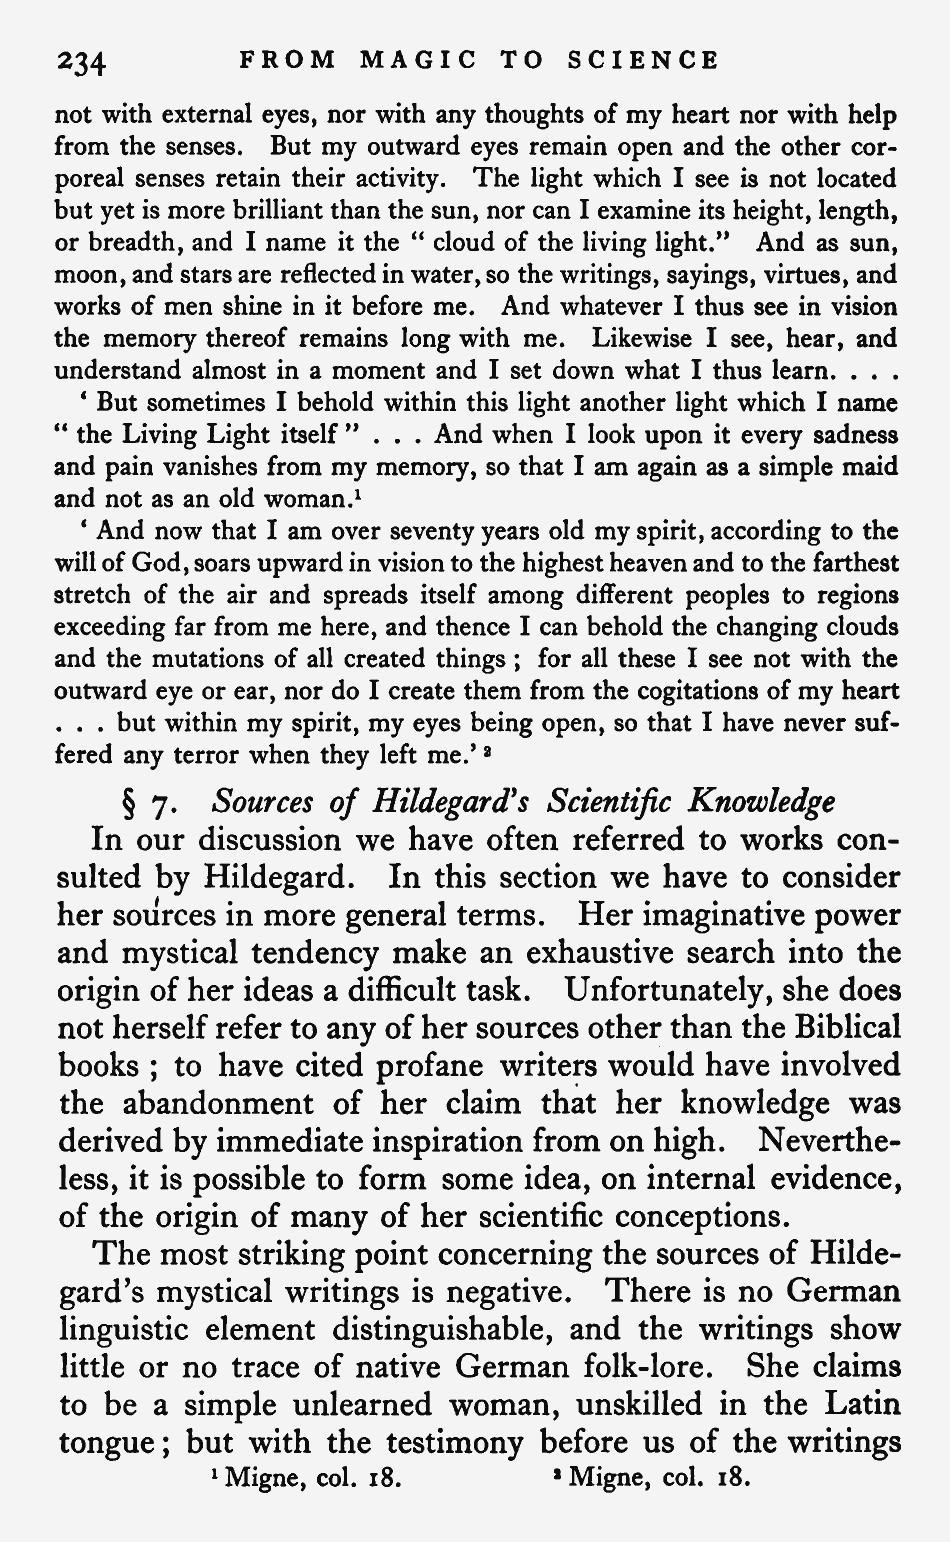 234 FROM MAGIC TO SCIENCE
not with external eyes, nor with any thoughts of my heart nor with help
from the senses. But my outward eyes remain open and the other cor-
poreal senses retain their activity. The light which I see is not located
but yet is more brilliant than the sun, nor can I examine its height, length,
or breadth, and I name it the “ cloud of the living light.” And as sun,
moon, and stars are reflected in water, so the writings, sayings, virtues, and
works of men shine in it before me. And whatever I thus see in vision
the memory thereof remains long with me. Likewise I see, hear, and
understand almost in a moment and I set down what I thus learn. . . .
‘ But sometimes I behold within this light another light which I name
“ the Living Light itself ” . . . And when I look upon it every sadness
and pain vanishes from my memory, so that I am again as a simple maid
and not as an old woman.¹
‘ And now that I am over seventy years old my spirit, according to the
will of God, soars upward in vision to the highest heaven and to the farthest
stretch of the air and spreads itself among different peoples to regions
exceeding far from me here, and thence I can behold the changing clouds
and the mutations of all created things ; for all these I see not with the
outward eye or ear, nor do I create them from the cogitations of my heart
. . . but within my spirit, my eyes being open, so that I have never suf-
fered any terror when they left me.’ ²
§ 7. Sources of Hildegard’s Scientific Knowledge
In our discussion we have often referred to works con-
sulted by Hildegard. In this section we have to consider
her sources in more general terms. Her imaginative power
and mystical tendency make an exhaustive search into the
origin of her ideas a difficult task. Unfortunately, she does
not herself refer to any of her sources other than the Biblical
books ; to have cited profane writers would have involved
the abandonment of her claim that her knowledge was
derived by immediate inspiration from on high. Neverthe-
less, it is possible to form some idea, on internal evidence,
of the origin of many of her scientific conceptions.
The most striking point concerning the sources of Hilde-
gard’s mystical writings is negative. There is no German
linguistic element distinguishable, and the writings show
little or no trace of native German folk-lore. She claims
to be a simple unlearned woman, unskilled in the Latin
tongue ; but with the testimony before us of the writings
¹ Migne, col. 18. ² Migne, col. 18.